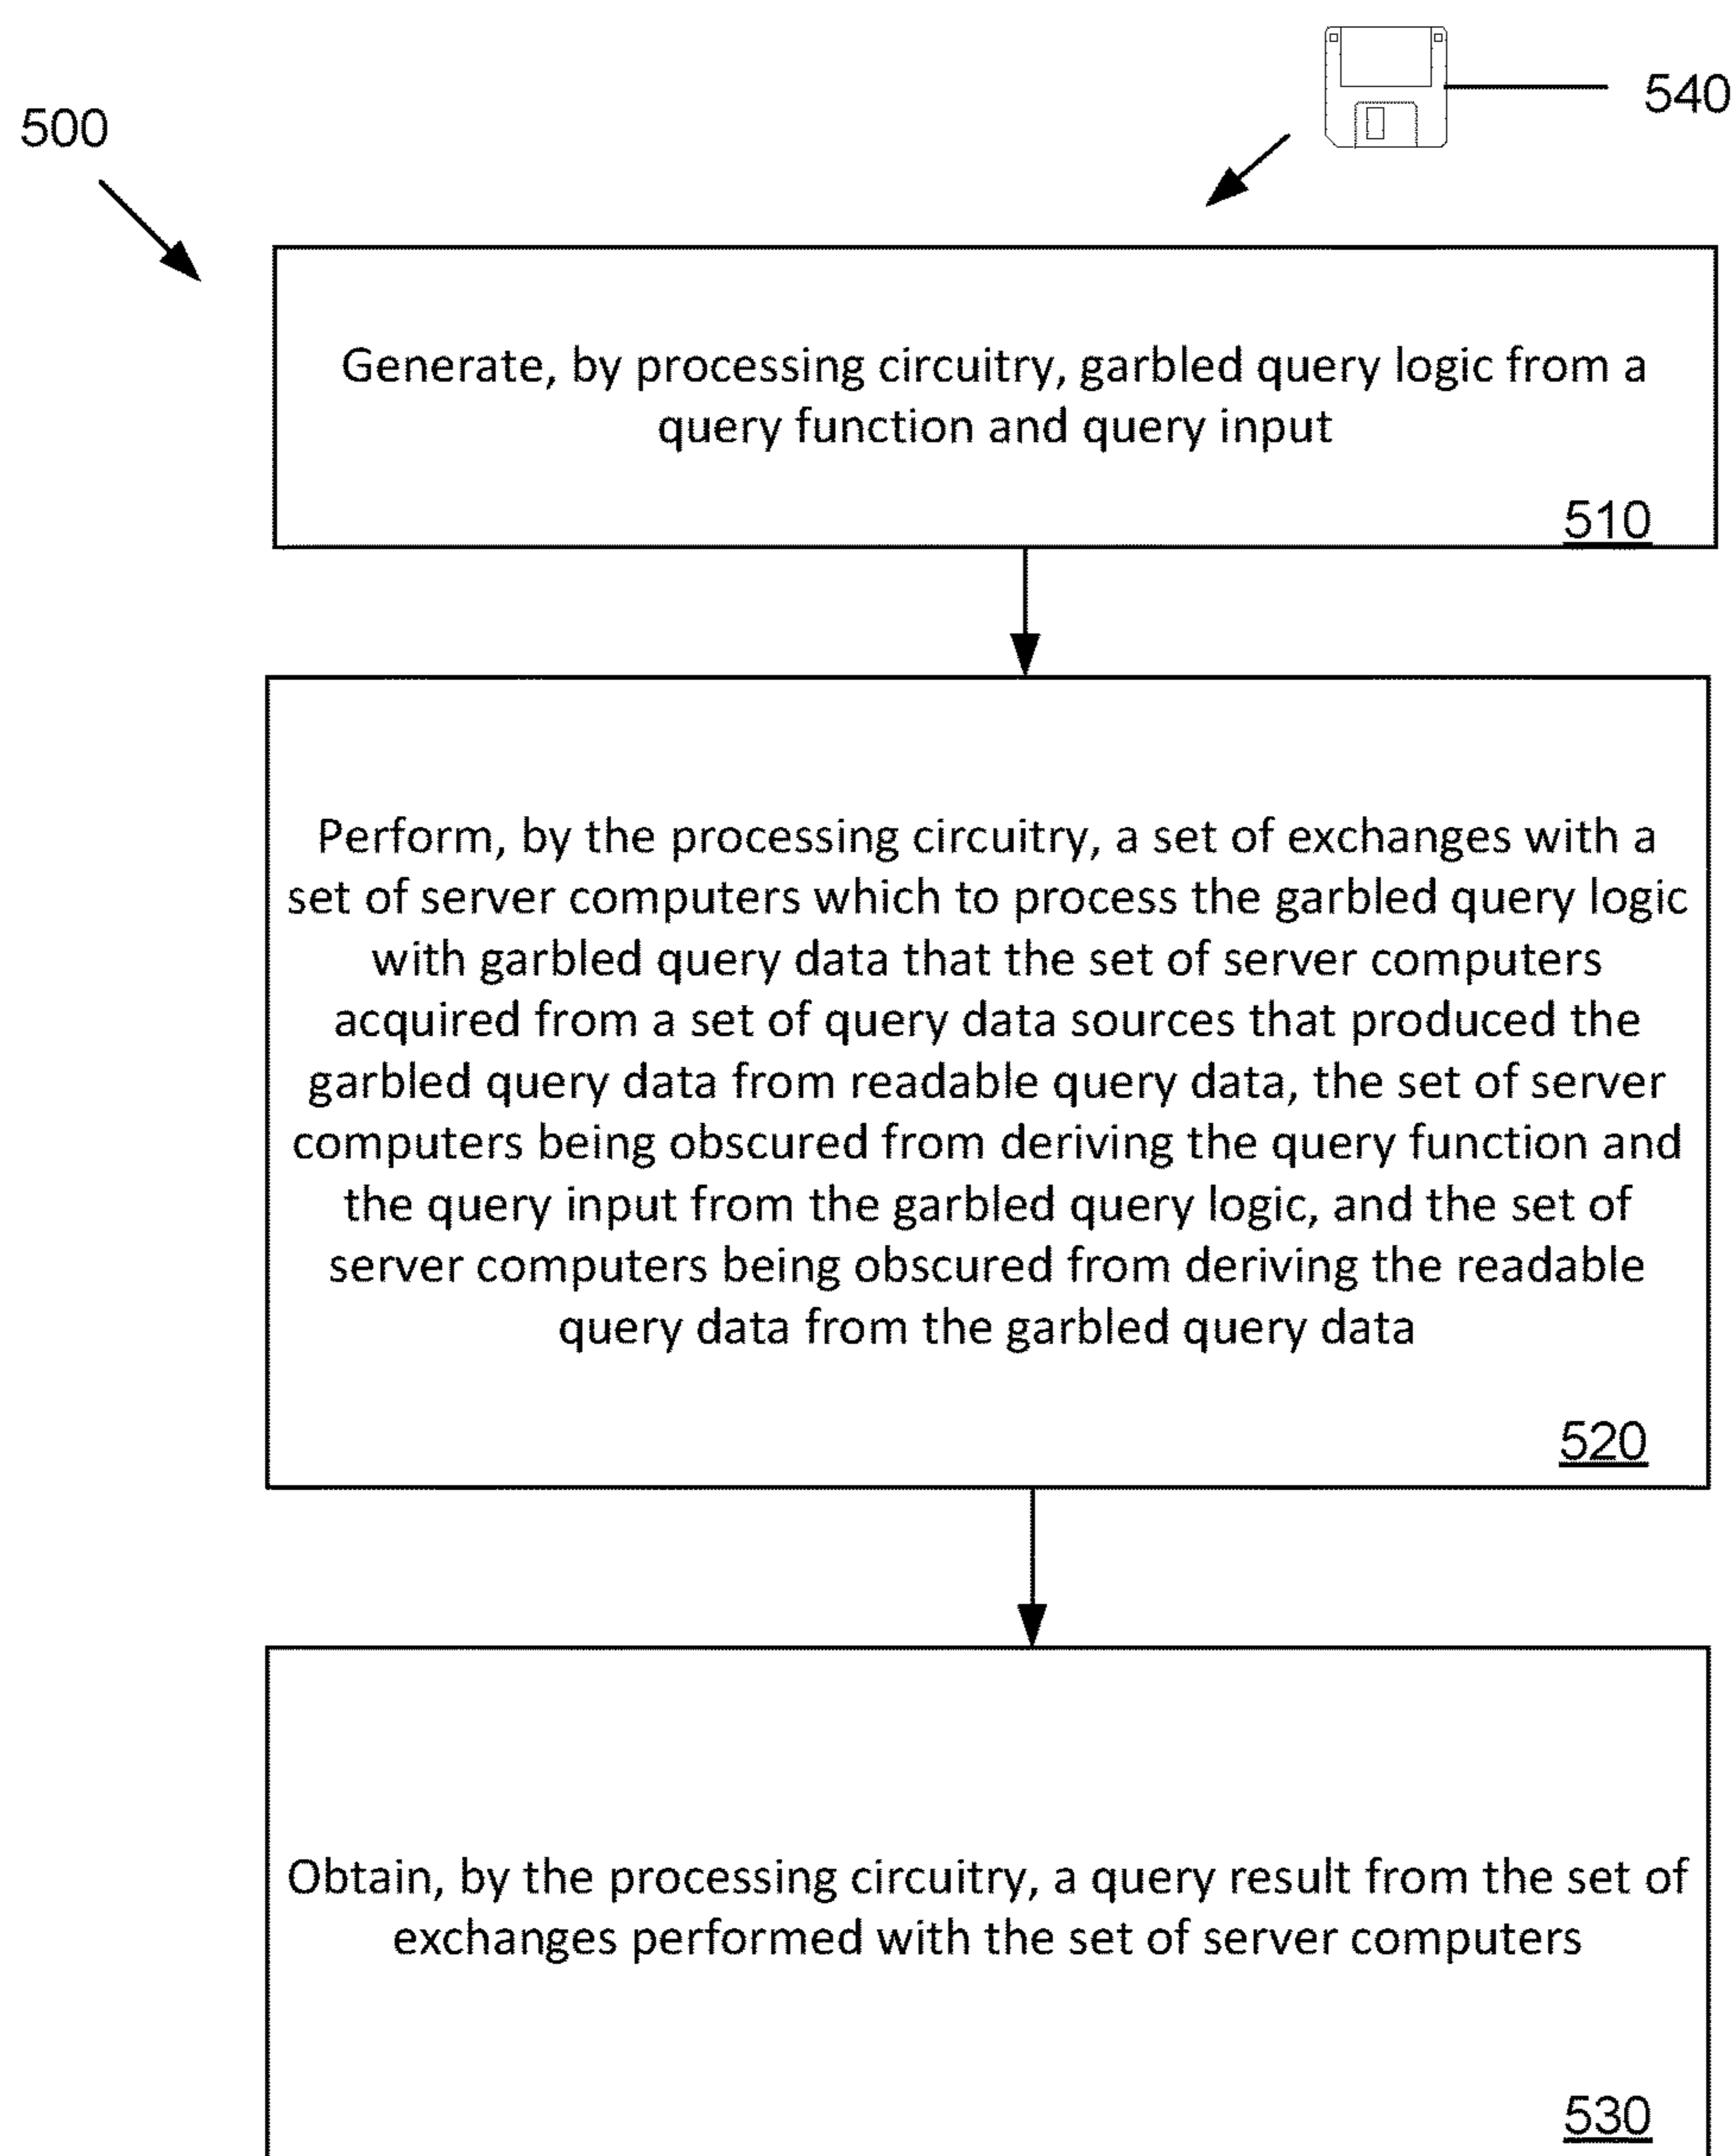 540
500
Generate, by processing circuitry, garbled query logic from a
query function and query input
510
Perform, by the processing circuitry, a set of exchanges with a
set of server computers which to process the garbled query logic
with garbled query data that the set of server computers
acquired from a set of query data sources that produced the
garbled query data from readable query data, the set of server
computers being obscured from deriving the query function and
the query input from the garbled query logic, and the set of
server computers being obscured from deriving the readable
query data from the garbled query data
520
Obtain, by the processing circuitry, a query result from the set of
exchanges performed with the set of server computers
530